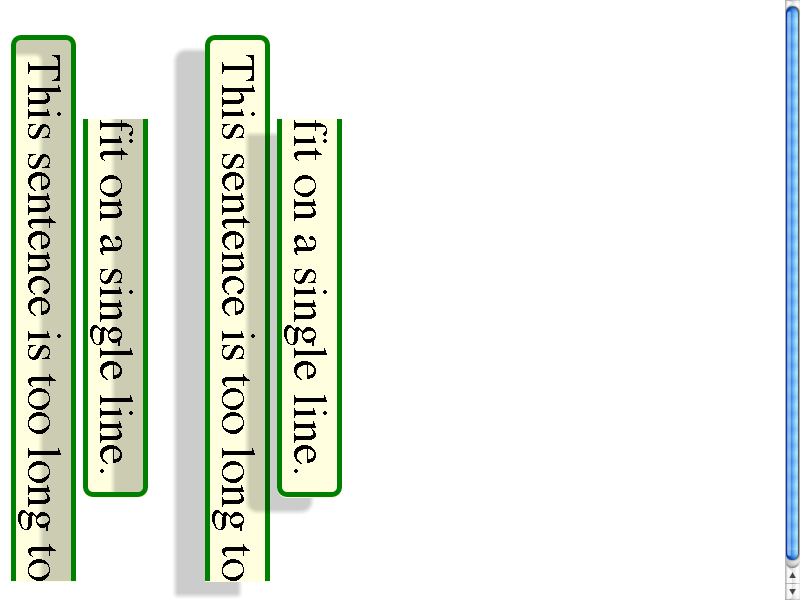 This sentence is too long to
fit on a single line.
This sentence is too long to
fit on a single line.